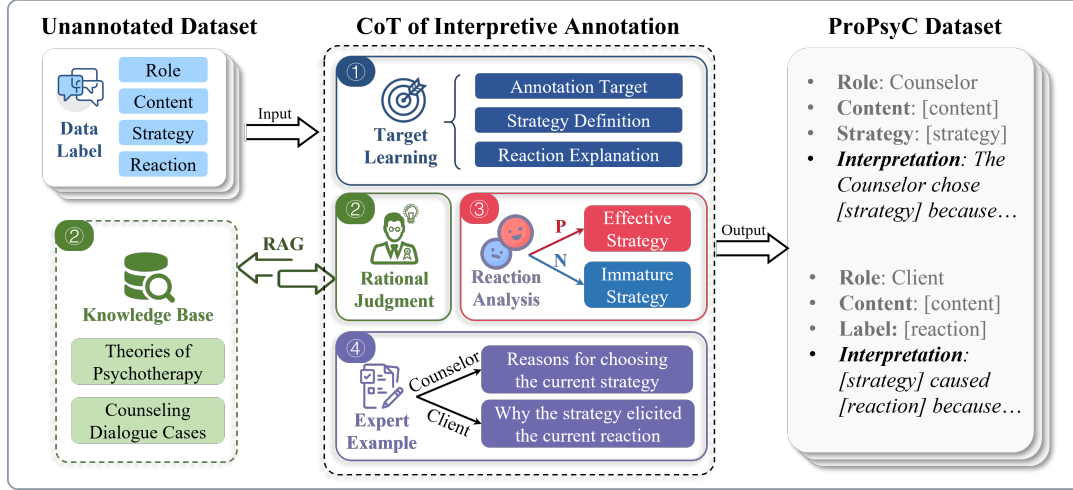 Unannotated Dataset
Data
Label
Role
Content
Strategy
Reaction
Input
②
Knowledge Base
Theories of
Psychotherapy
Counseling
Dialogue Cases
RAG
CoT of Interpretive Annotation
①
Target
Learning
Annotation Target
Strategy Definition
Reaction Explanation
②
Rational
Judgment
③
Reaction
Analysis
P
N
Effective
Strategy
Immature
Strategy
④
Expert
Example
Counselor
Client
Reasons for choosing
the current strategy
Why the strategy elicited
the current reaction
Output
ProPsyC Dataset
• Role: Counselor
• Content: [content]
• Strategy: [strategy]
• Interpretation: The
Counselor chose
[strategy] because…
• Role: Client
• Content: [content]
• Label: [reaction]
• Interpretation:
[strategy] caused
[reaction] because…